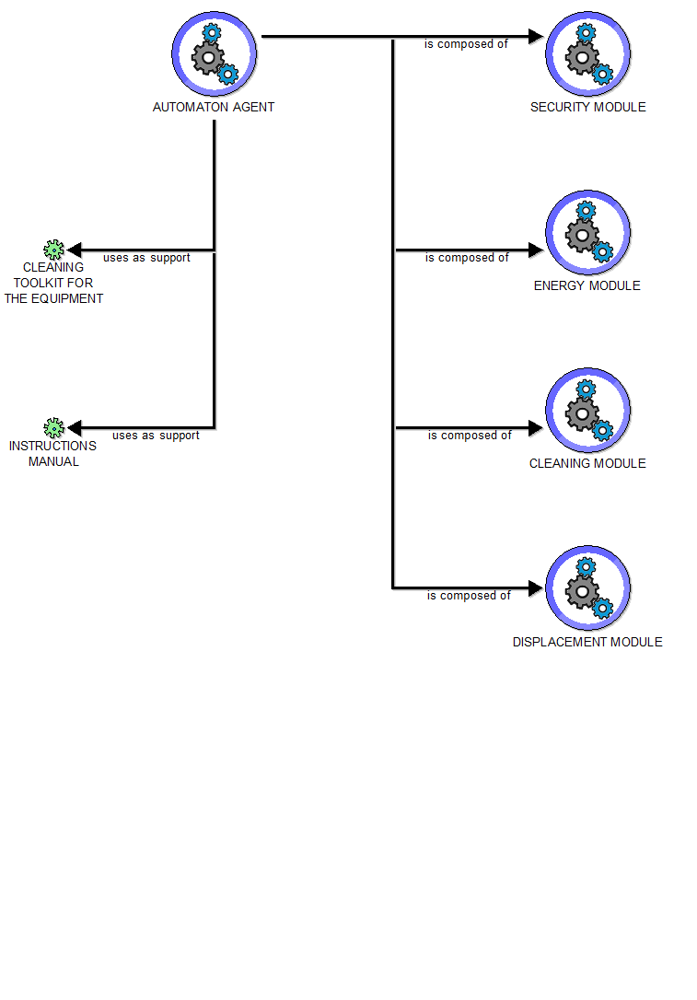 is composed of
AUTOMATON AGENT
SECURITY MODULE
uses as support
is composed of
CLEANING
TOOLKIT FOR
THE EQUIPMENT
ENERGY MODULE
uses as support
is composed of
INSTRUCTIONS
MANUAL
CLEANING MODULE
is composed of
DISPLACEMENT MODULE